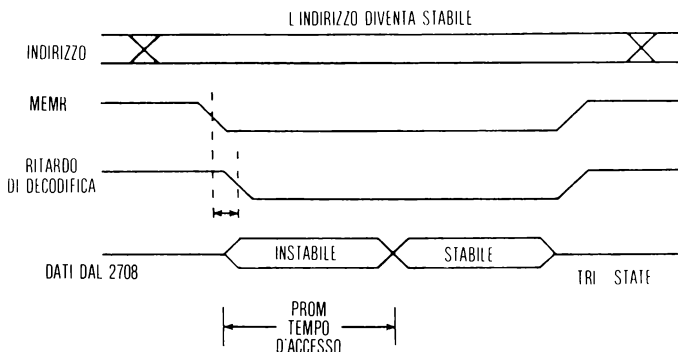 L'INDIRIZZO DIVENTA STABILE
INDIRIZZO
MEMR
RITARDO
DI DECODIFICA
INSTABILE
STABILE
DATI DAL 2708
TRI STATE
PROM
TEMPO
D'ACCESSO